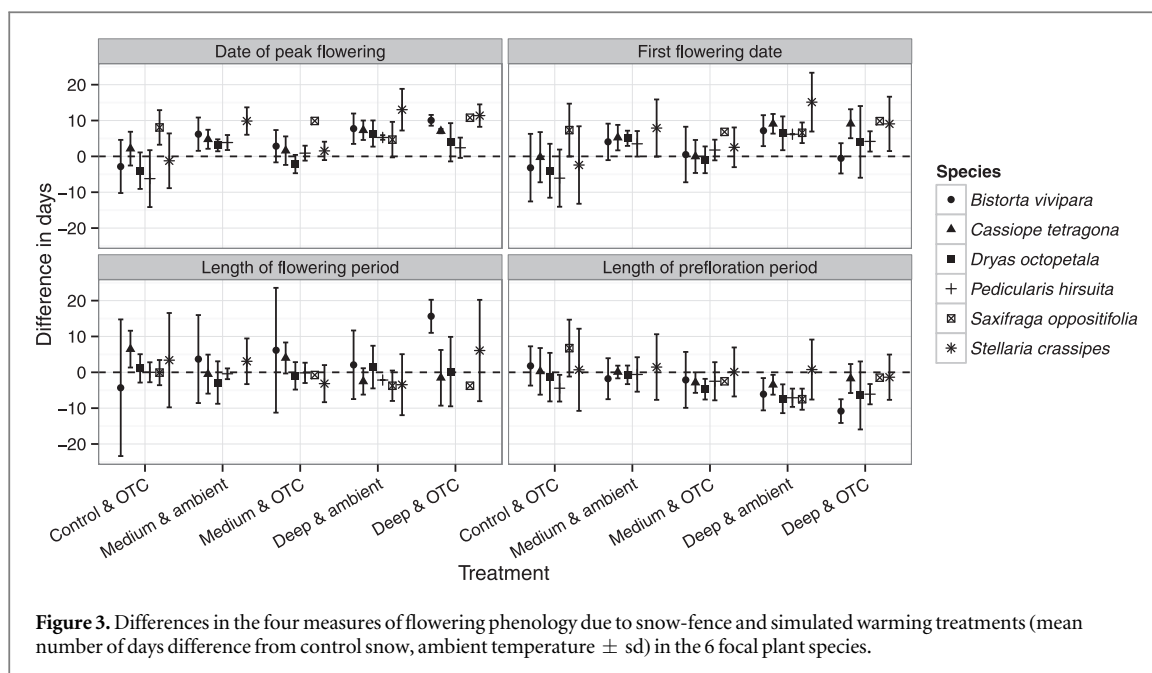 Date of peak flowering
First flowering date
20
10
0
−10
−20
Length of flowering period
Length of prefloration period
20
10
0
−10
−20
Difference in days
Control & OTC
Medium & ambient
Medium & OTC
Deep & ambient
Deep & OTC
Control & OTC
Medium & ambient
Medium & OTC
Deep & ambient
Deep & OTC
Treatment
Species
Bistorta vivipara
Cassiope tetragona
Dryas octopetala
Pedicularis hirsuita
Saxifraga oppositifolia
Stellaria crassipes
Figure 3. Differences in the four measures of flowering phenology due to snow-fence and simulated warming treatments (mean
number of days difference from control snow, ambient temperature ± sd) in the 6 focal plant species.